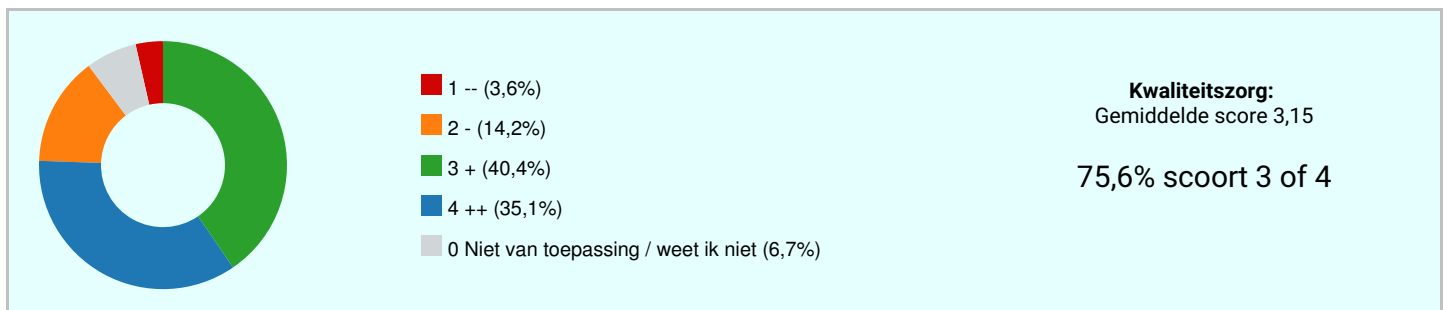 1 -- (3,6%)
2 - (14,2%)
3 + (40,4%)
4 ++ (35,1%)
0 Niet van toepassing / weet ik niet (6,7%)
Kwaliteitszorg:
Gemiddelde score 3,15
75,6% scoort 3 of 4